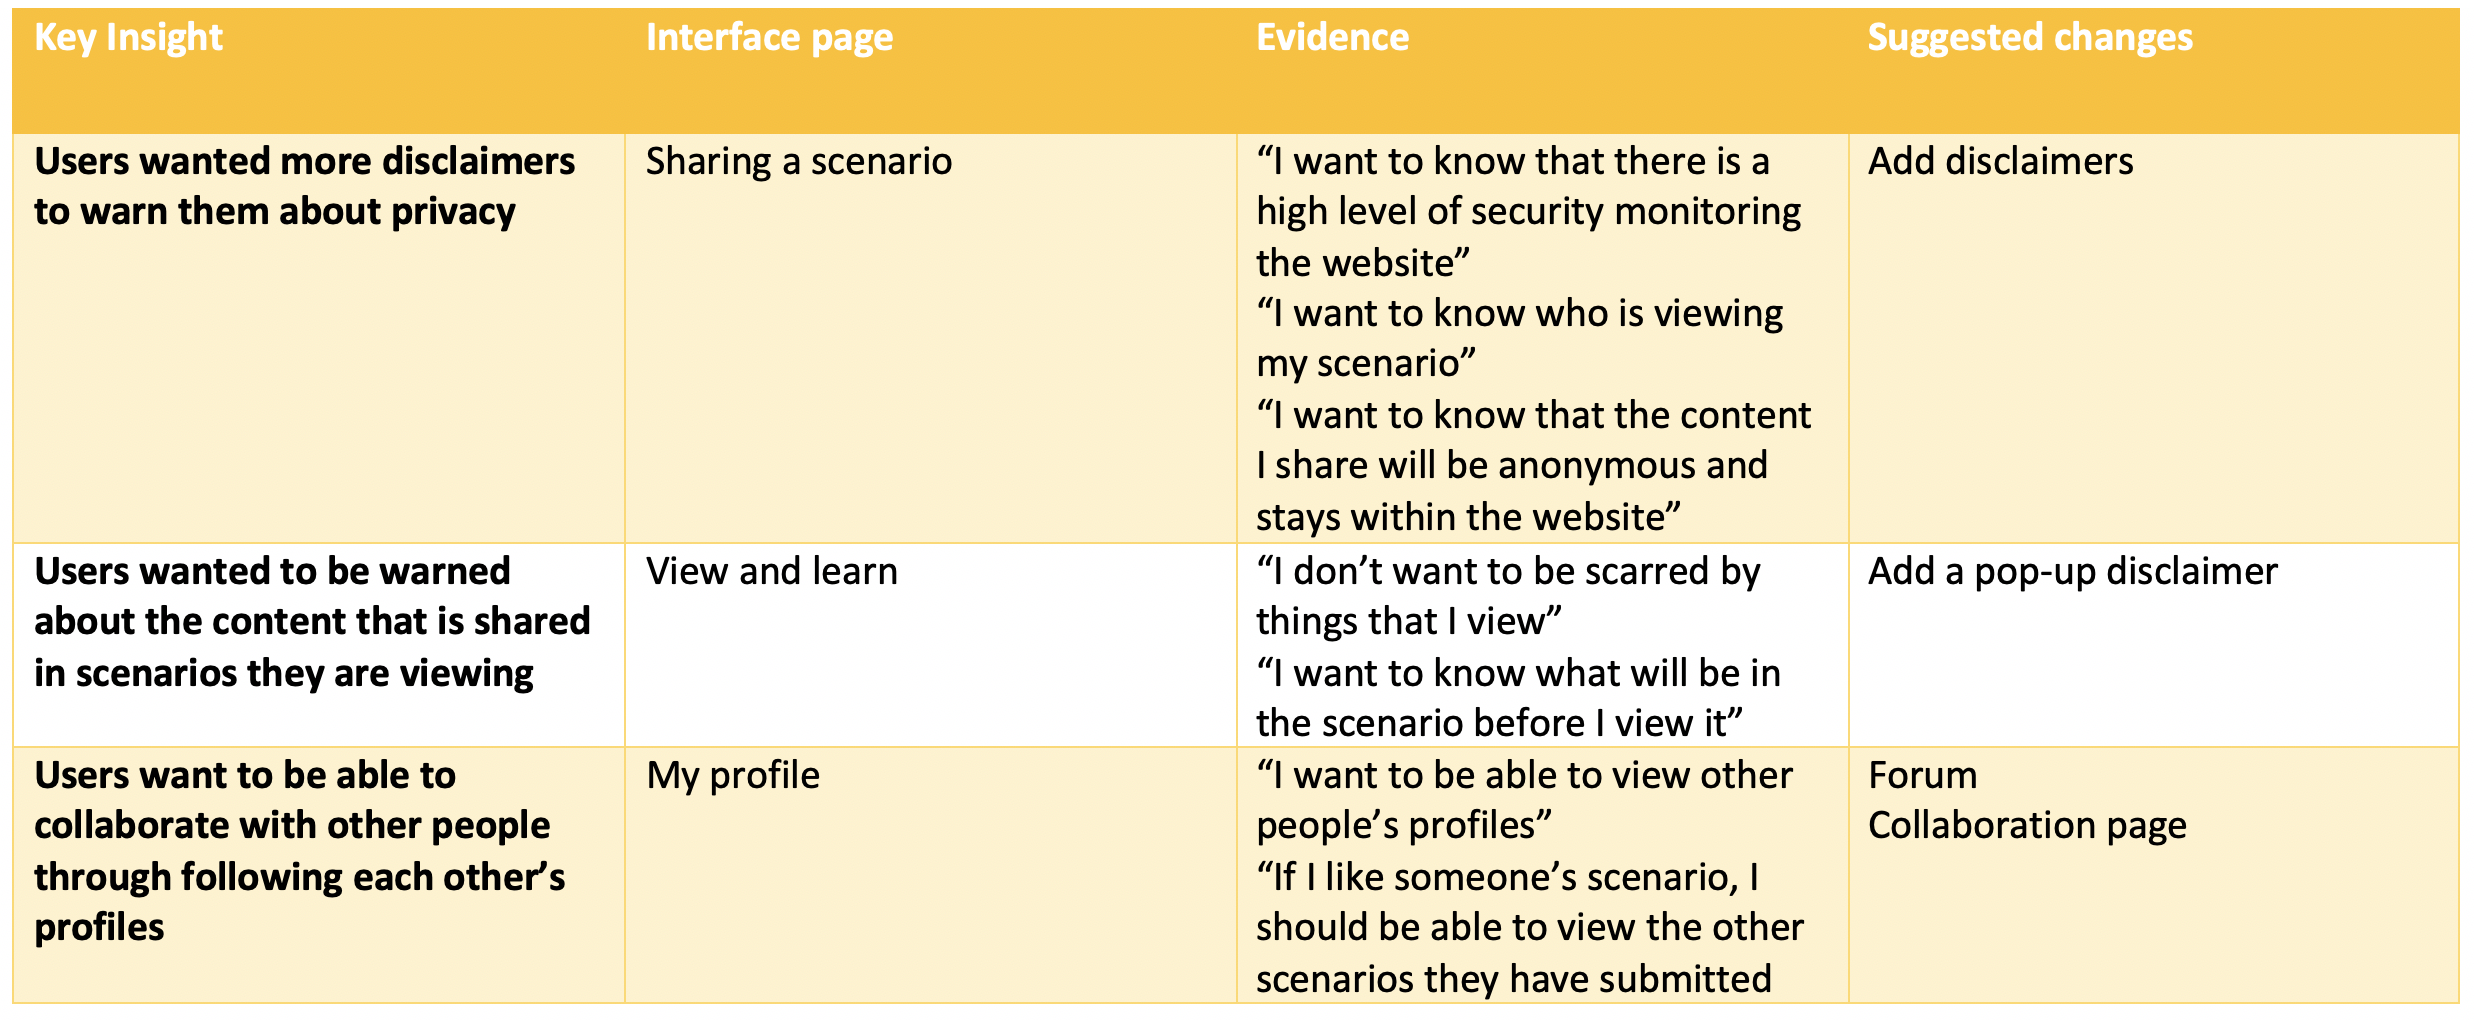 Key Insight
Interface page
Evidence
Suggested changes
Users wanted more disclaimers
to warn them about privacy
Sharing a scenario
“I want to know that there is a
high level of security monitoring
the website”
“I want to know who is viewing
my scenario”
“I want to know that the content
I share will be anonymous and
stays within the website”
Add disclaimers
Users wanted to be warned
about the content that is shared
in scenarios they are viewing
View and learn
“I don’t want to be scarred by
things that I view”
“I want to know what will be in
the scenario before I view it”
Add a pop-up disclaimer
Users want to be able to
collaborate with other people
through following each other’s
profiles
My profile
“I want to be able to view other
people’s profiles”
“If I like someone’s scenario, I
should be able to view the other
scenarios they have submitted
Forum
Collaboration page